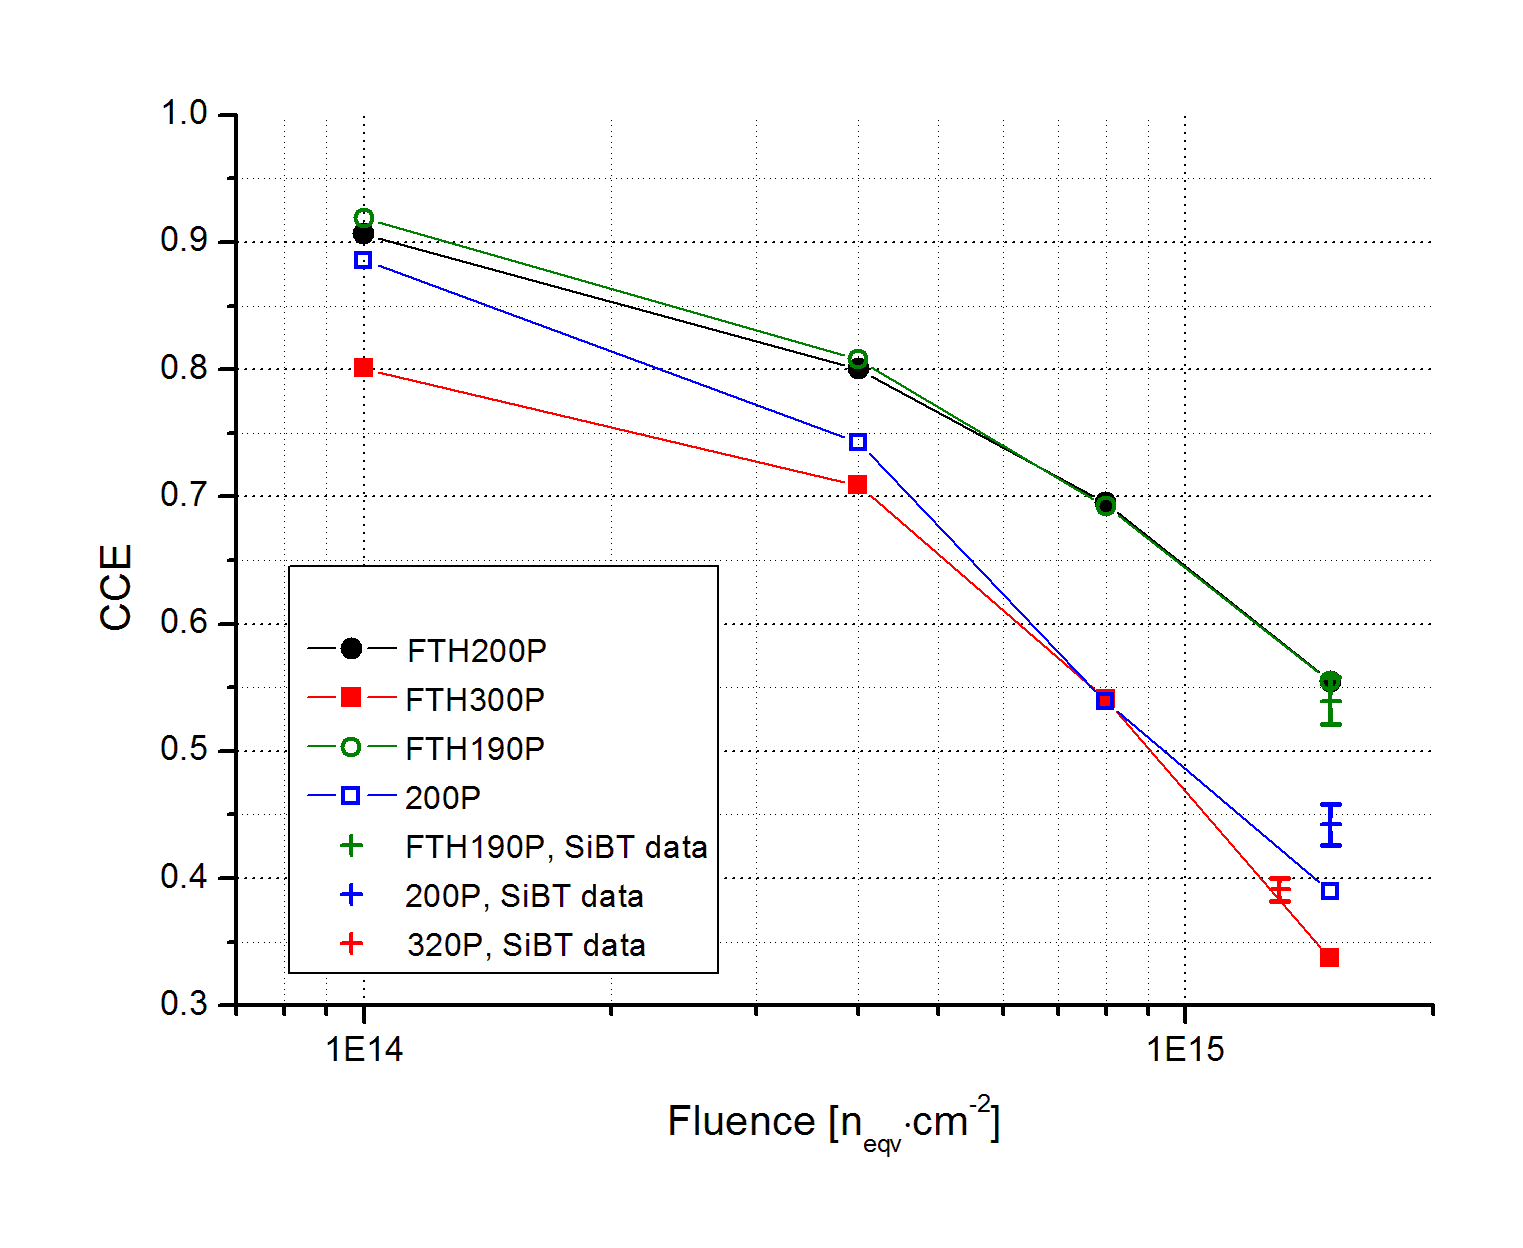 1.0
0.9
0.8
0.7
0.6
0.5
0.4
0.3
CCE
FTH200P
FTH300P
FTH190P
200P
FTH190P, SiBT data
200P, SiBT data
320P, SiBT data
1E14 1E15
Fluence [n_eqv·cm^-2]